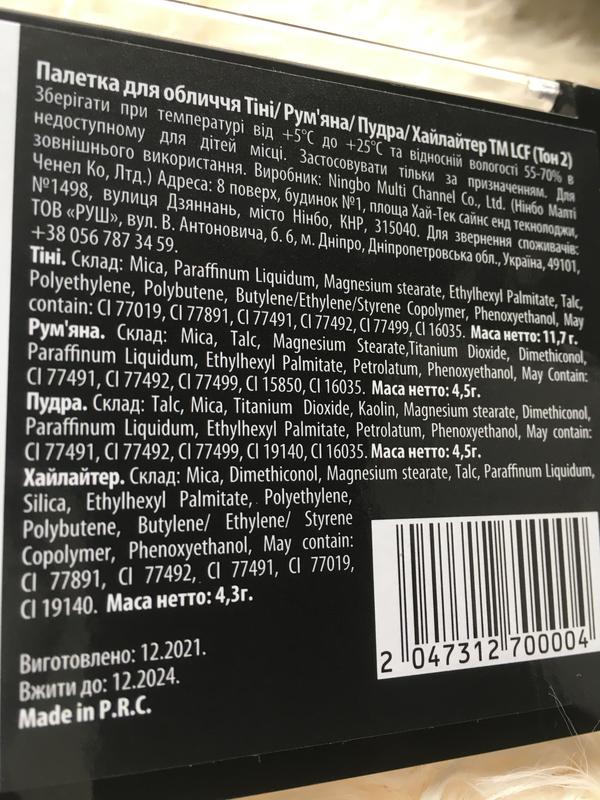 Палетка для обличчя Тіні/ Рум'яна/ Пудра/ Хайлайтер ТМ LCF (Тон 2)
Зберігати при температурі від +5°C до +25°C та відносній вологості 55-70% в
недоступному для дітей місці. Застосовувати тільки за призначенням. Для
зовнішнього використання. Виробник: Ningbo Multi Channel Co., Ltd. (Нінбо Малті
Ченел Ко, Лтд.) Адреса: 8 поверх, будинок №1, площа Хай-Тек сайнс енд текнолоджи,
№1498, вулиця Дзяннань, місто Нінбо, КНР, 315040. Для звернення споживачів:
ТОВ «РУШ», вул. В. Антоновича, б. 6, м. Дніпро, Дніпропетровська обл., Україна, 49101,
+38 056 787 34 59.
Тіні. Склад: Mica, Paraffinum Liquidum, Magnesium stearate, Ethylhexyl Palmitate, Talc,
Polyethylene, Polybutene, Butylene/Ethylene/Styrene Copolymer, Phenoxyethanol, May
contain: CI 77019, CI 77891, CI 77491, CI 77492, CI 77499, CI 16035. Маса нетто: 11,7 г.
Рум'яна. Склад: Mica, Talc, Magnesium Stearate,Titanium Dioxide, Dimethiconol,
Paraffinum Liquidum, Ethylhexyl Palmitate, Petrolatum, Phenoxyethanol, May Contain:
CI 77491, CI 77492, CI 77499, CI 15850, CI 16035. Маса нетто: 4,5г.
Пудра. Склад: Talc, Mica, Titanium Dioxide, Kaolin, Magnesium stearate, Dimethiconol,
Paraffinum Liquidum, Ethylhexyl Palmitate, Petrolatum, Phenoxyethanol, May contain:
CI 77491, CI 77492, CI 77499, CI 19140, CI 16035. Маса нетто: 4,5г.
Хайлайтер. Склад: Mica, Dimethiconol, Magnesium stearate, Talc, Paraffinum Liquidum,
Silica, Ethylhexyl Palmitate, Polyethylene,
Polybutene, Butylene/ Ethylene/ Styrene
Copolymer, Phenoxyethanol, May contain:
CI 77891, CI 77492, CI 77491, CI 77019,
CI 19140. Маса нетто: 4,3г.
Виготовлено: 12.2021.
Вжити до: 12.2024.
Made in P.R.C.
2 047312 700004